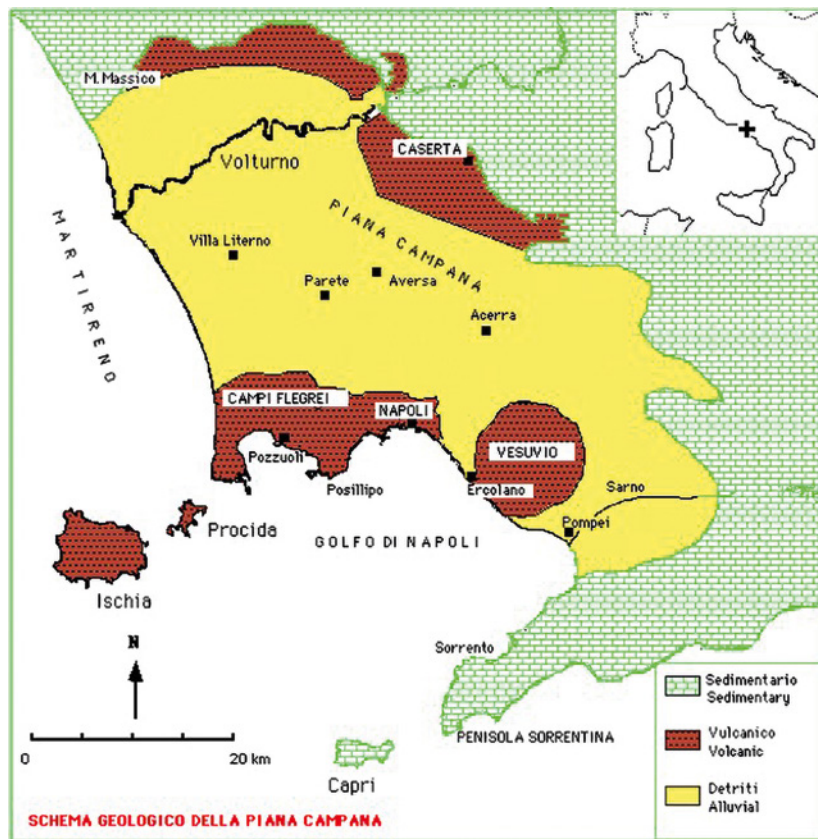 M. Massico
Volturno
CASERTA
PIANA CAMPANA
MAR TIRRENO
Villa Literno
Parete
Aversa
Acerra
CAMPI FLEGREI
NAPOLI
VESUVIO
Pozzuoli
Posillipo
Ercolano
Sarno
Pompei
Procida
GOLFO DI NAPOLI
Ischia
N
Sorrento
PENISOLA SORRENTINA
0
20 km
Capri
Sedimentario
Sedimentary
Vulcanico
Volcanic
Detriti
Alluvial
SCHEMA GEOLOGICO DELLA PIANA CAMPANA